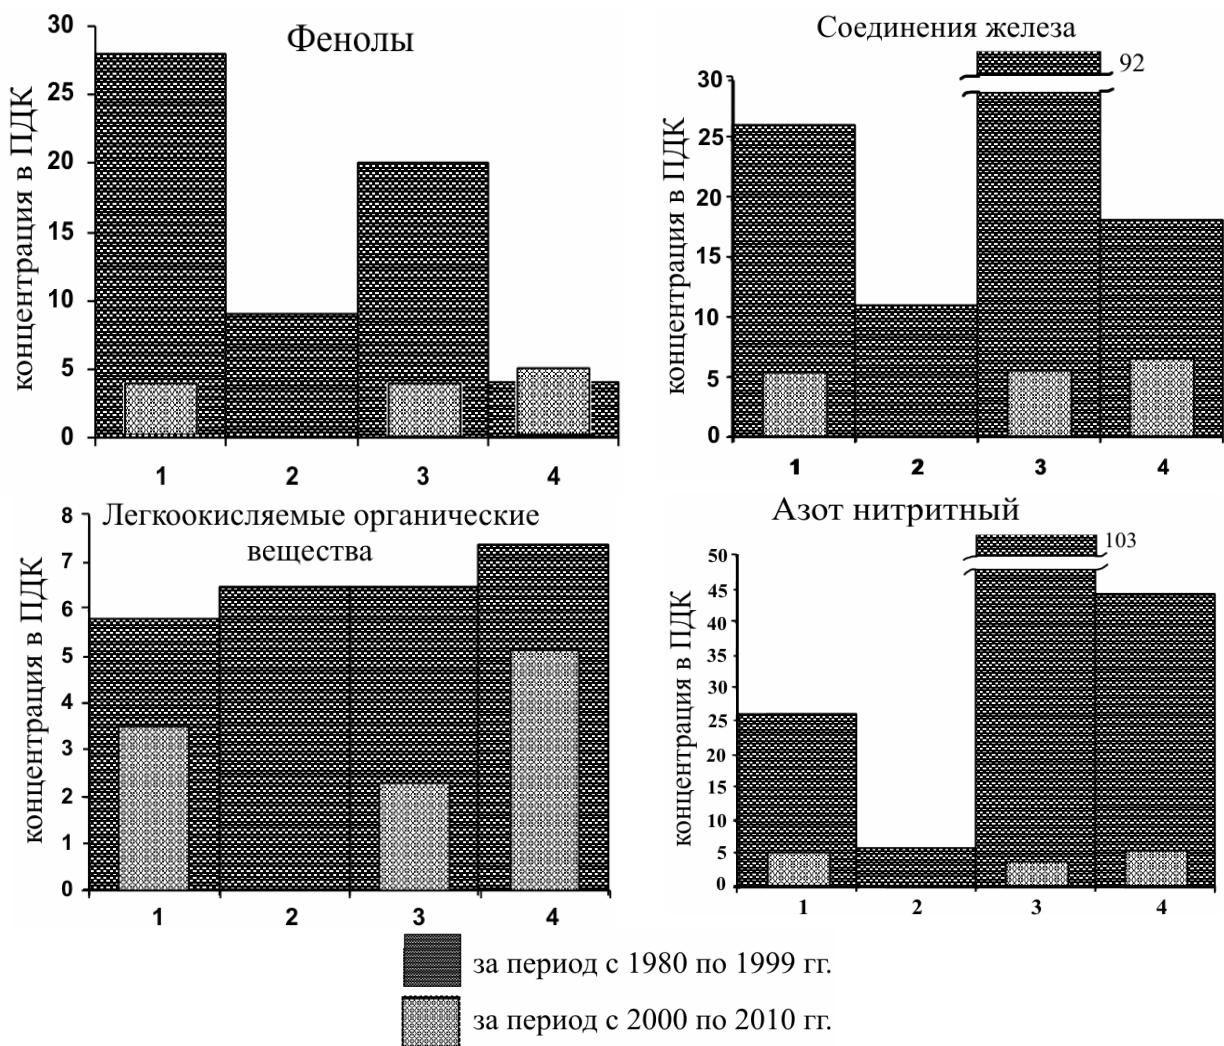 Фенолы
концентрация в ПДК
30
25
20
15
10
5
0
1 2 3 4
Соединения железа
концентрация в ПДК
92
30
25
20
15
10
5
0
1 2 3 4
Легкоокисляемые органические
вещества
концентрация в ПДК
8
7
6
5
4
3
2
1
0
1 2 3 4
Азот нитритный
концентрация в ПДК
103
50
45
40
35
30
25
20
15
10
5
0
1 2 3 4
за период с 1980 по 1999 гг.
за период с 2000 по 2010 гг.